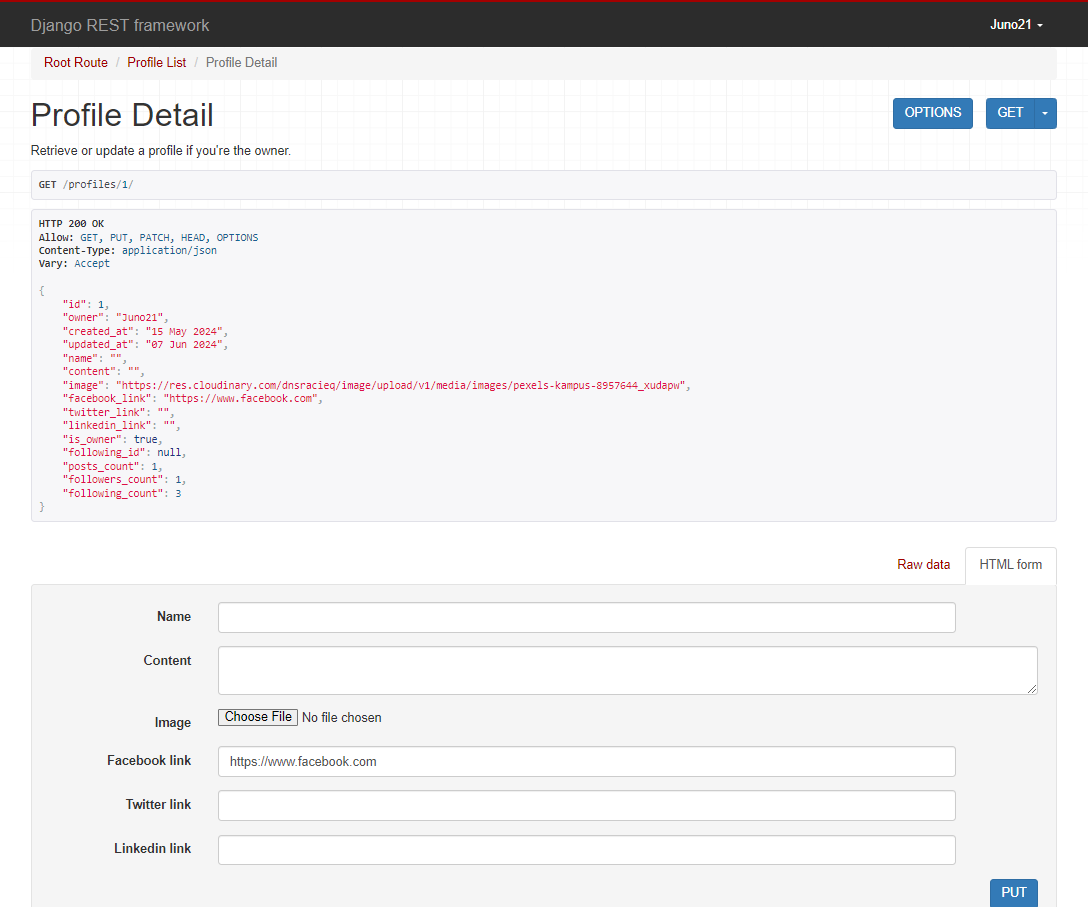 Django REST framework
Juno21
Root Route / Profile List / Profile Detail
Profile Detail
OPTIONS
GET
Retrieve or update a profile if you're the owner.
GET /profiles/1/
HTTP 200 OK
Allow: GET, PUT, PATCH, HEAD, OPTIONS
Content-Type: application/json
Vary: Accept
{
    "id": 1,
    "owner": "Juno21",
    "created_at": "15 May 2024",
    "updated_at": "07 Jun 2024",
    "name": "",
    "content": "",
    "image": "https://res.cloudinary.com/dnsracieq/image/upload/v1/media/images/pexels-kampus-8957644_xudapw",
    "facebook_link": "https://www.facebook.com",
    "twitter_link": "",
    "linkedin_link": "",
    "is_owner": true,
    "following_id": null,
    "posts_count": 1,
    "followers_count": 1,
    "following_count": 3
}
Raw data
HTML form
Name
Content
Image
Choose File No file chosen
Facebook link
https://www.facebook.com
Twitter link
Linkedin link
PUT